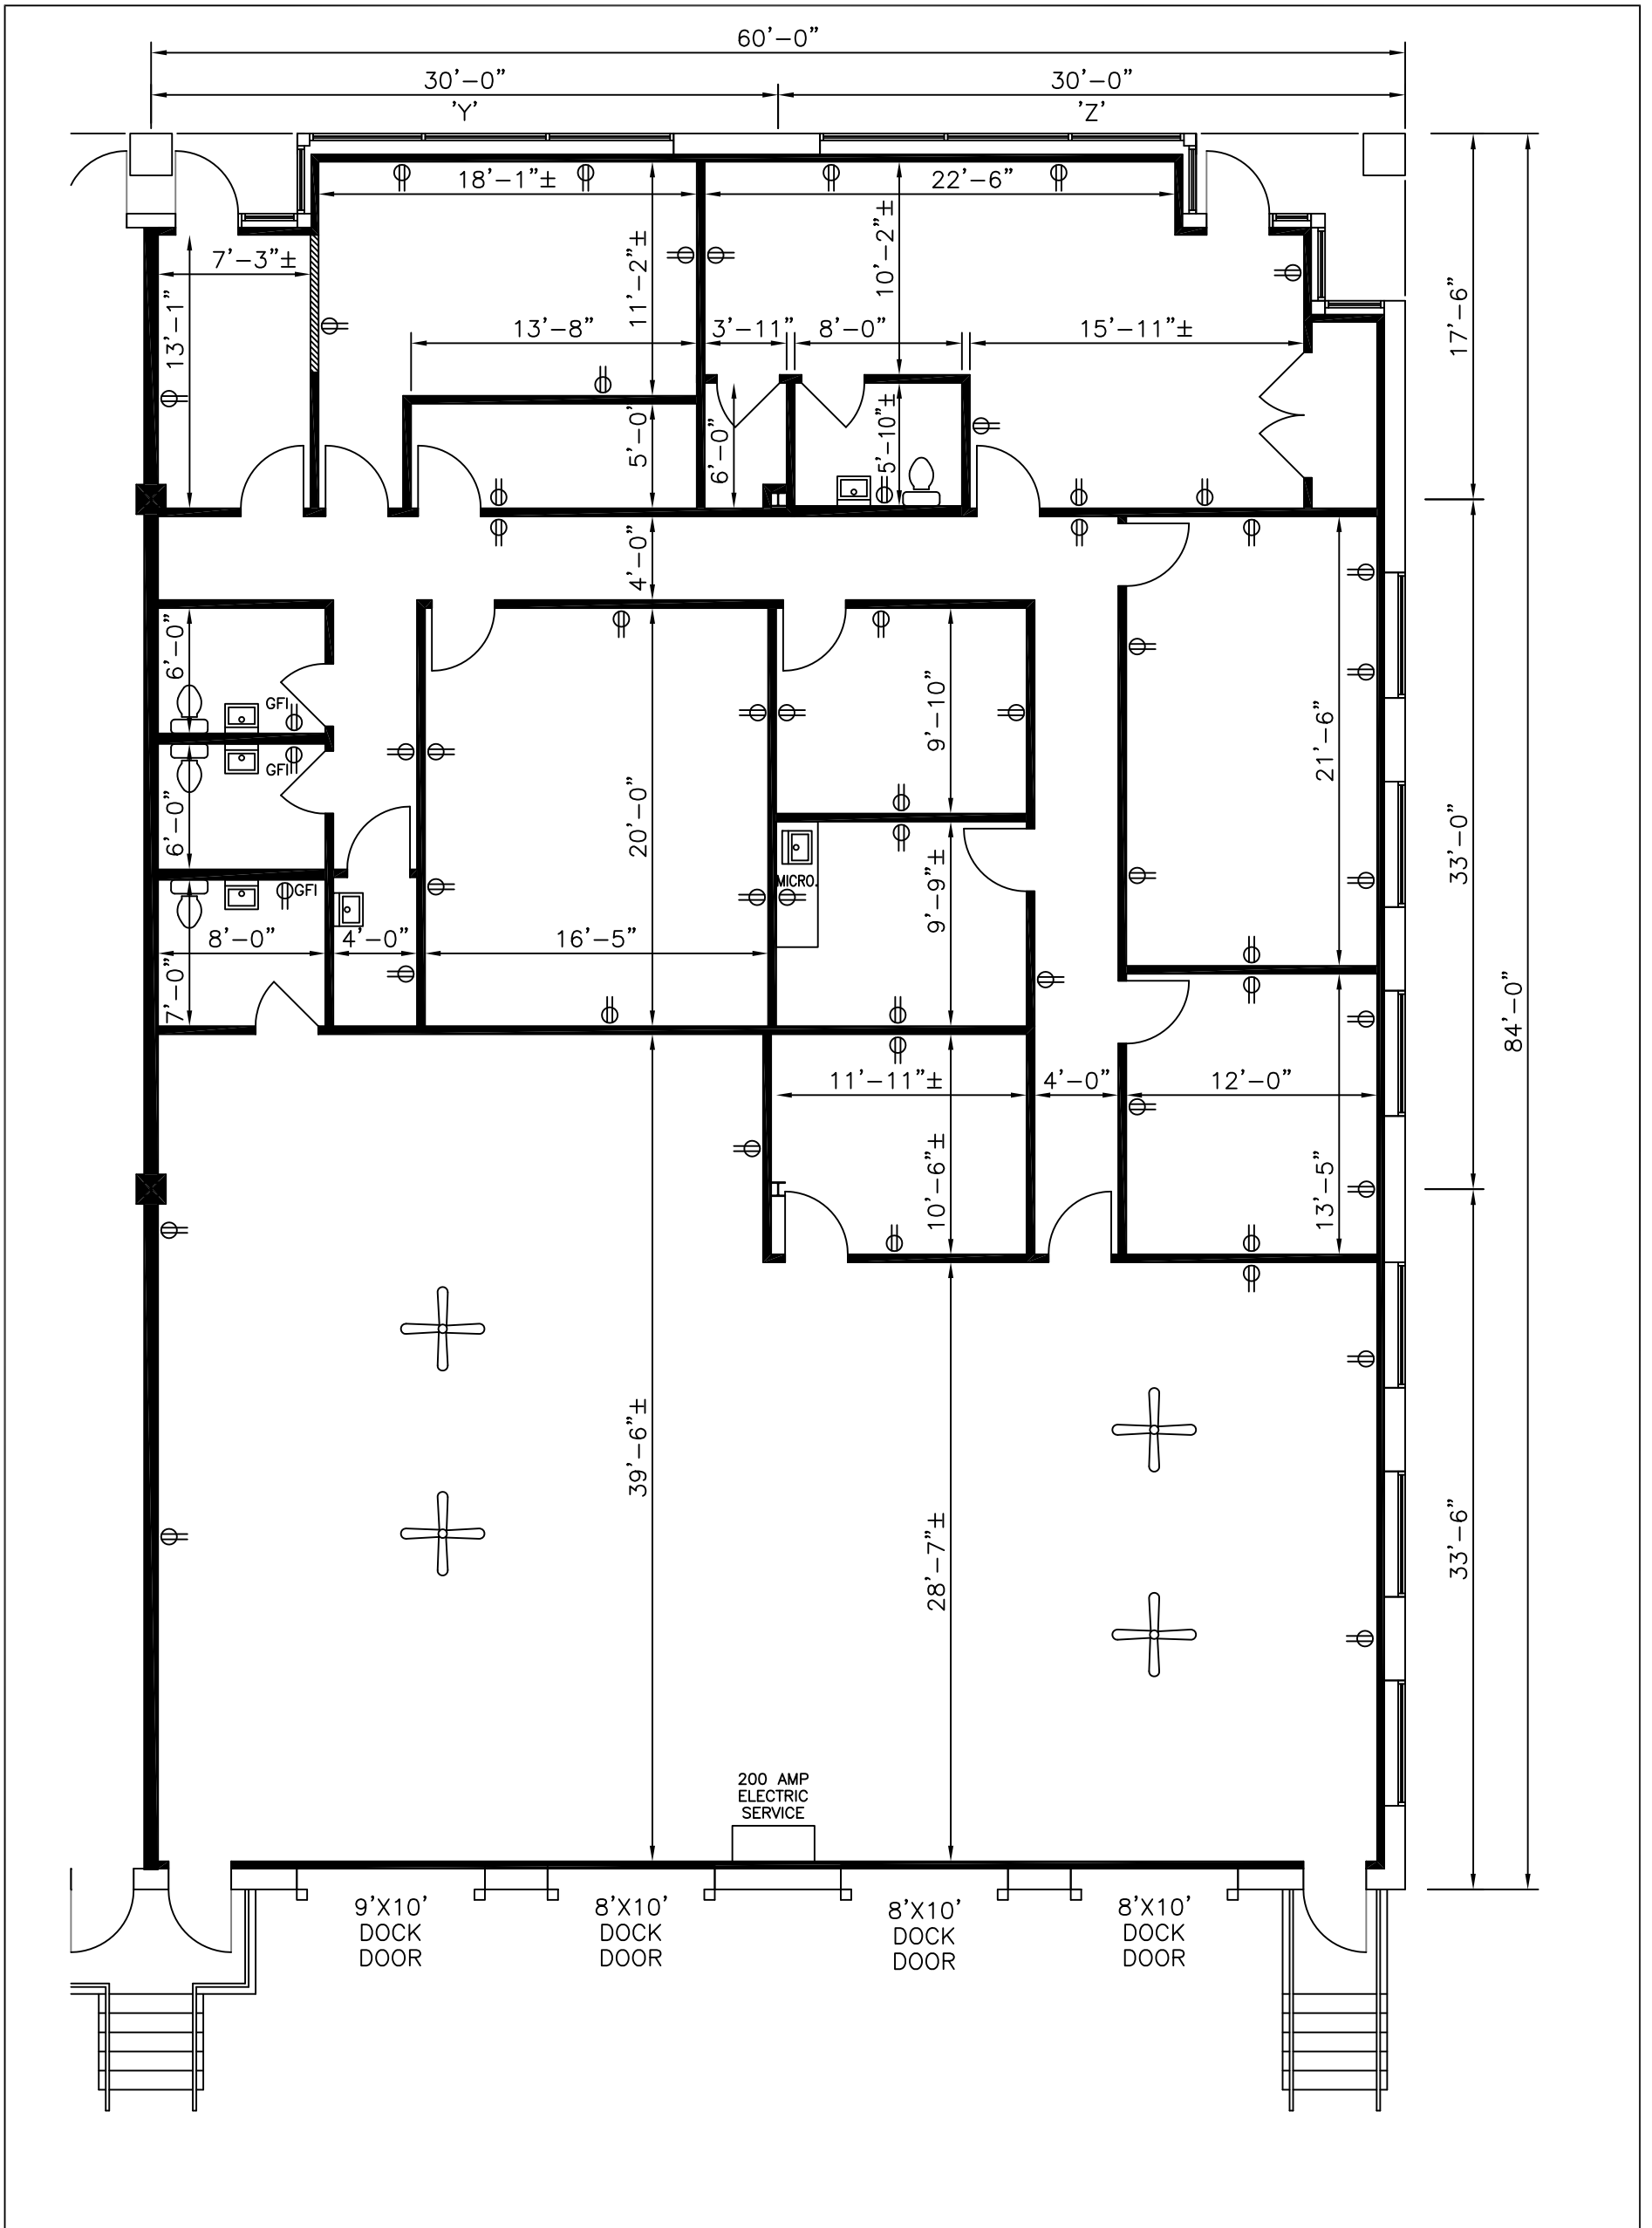 60'-0"
30'-0"
30'-0"
'Y'
'Z'
18'-1"±
22'-6"
7'-3"±
13'-1"
11'-2"±
10'-2"±
17'-6"
13'-8"
3'-11"
8'-0"
15'-11"±
5'-0"
6'-0"
5'-10"±
4'-0"
6'-0"
GFI
9'-10"
21'-6"
GFI
6'-0"
20'-0"
33'-0"
MICRO.
GFI
9'-9"±
8'-0"
4'-0"
16'-5"
7'-0"
84'-0"
11'-11"±
4'-0"
12'-0"
10'-6"±
13'-5"
39'-6"±
28'-7"±
33'-6"
200 AMP
ELECTRIC
SERVICE
9'X10'
DOCK
DOOR
8'X10'
DOCK
DOOR
8'X10'
DOCK
DOOR
8'X10'
DOCK
DOOR